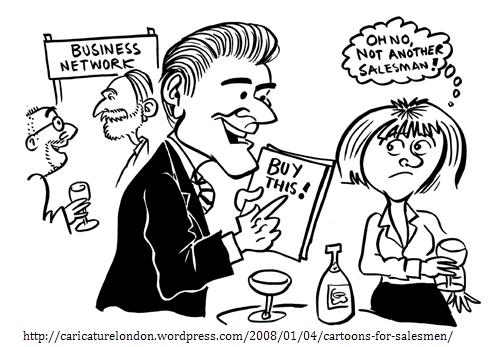 BUSINESS
NETWORK
OH NO,
NOT ANOTHER
SALESMAN!
BUY
THIS!
http://caricaturelondon.wordpress.com/2008/01/04/cartoons-for-salesmen/